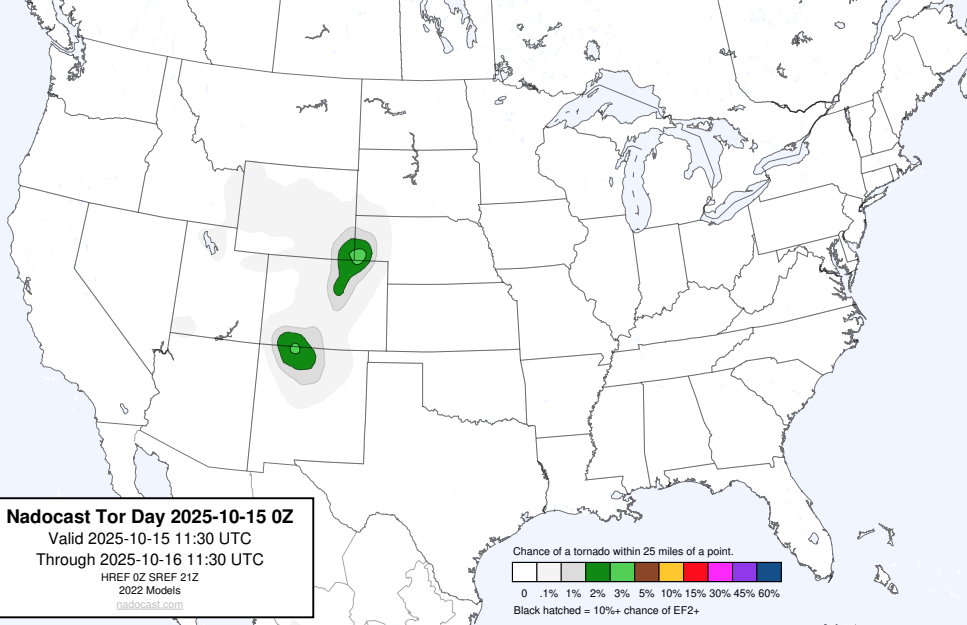 Nadocast Tor Day 2025-10-15 0Z
Valid 2025-10-15 11:30 UTC
Through 2025-10-16 11:30 UTC
HREF 0Z SREF 21Z
2022 Models
nadocast.com
Chance of a tornado within 25 miles of a point.
0 .1% 1% 2% 3% 5% 10% 15% 30% 45% 60%
Black hatched = 10%+ chance of EF2+